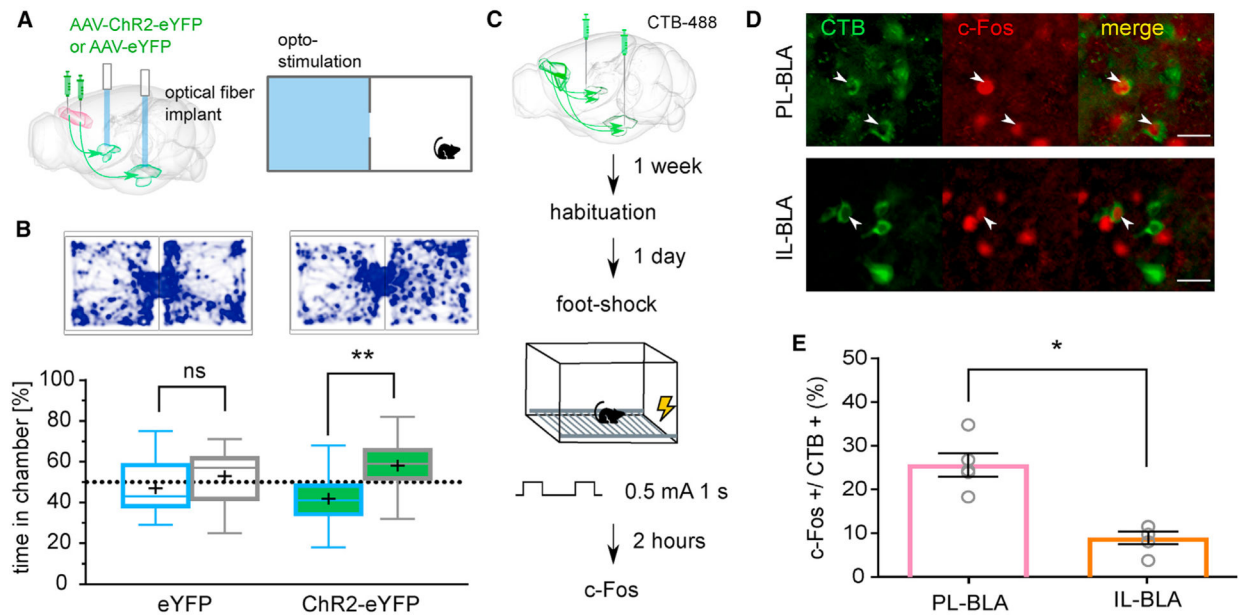 A
AAV-ChR2-eYFP
or AAV-eYFP
optical fiber
implant
opto-
stimulation
B
ns
**
time in chamber [%]
100
80
60
40
20
0
eYFP
ChR2-eYFP
C
CTB-488
1 week
habituation
1 day
foot-shock
0.5 mA 1 s
2 hours
c-Fos
D
CTB
c-Fos
merge
PL-BLA
IL-BLA
E
*
c-Fos +/ CTB + (%)
50
40
30
20
10
0
PL-BLA
IL-BLA